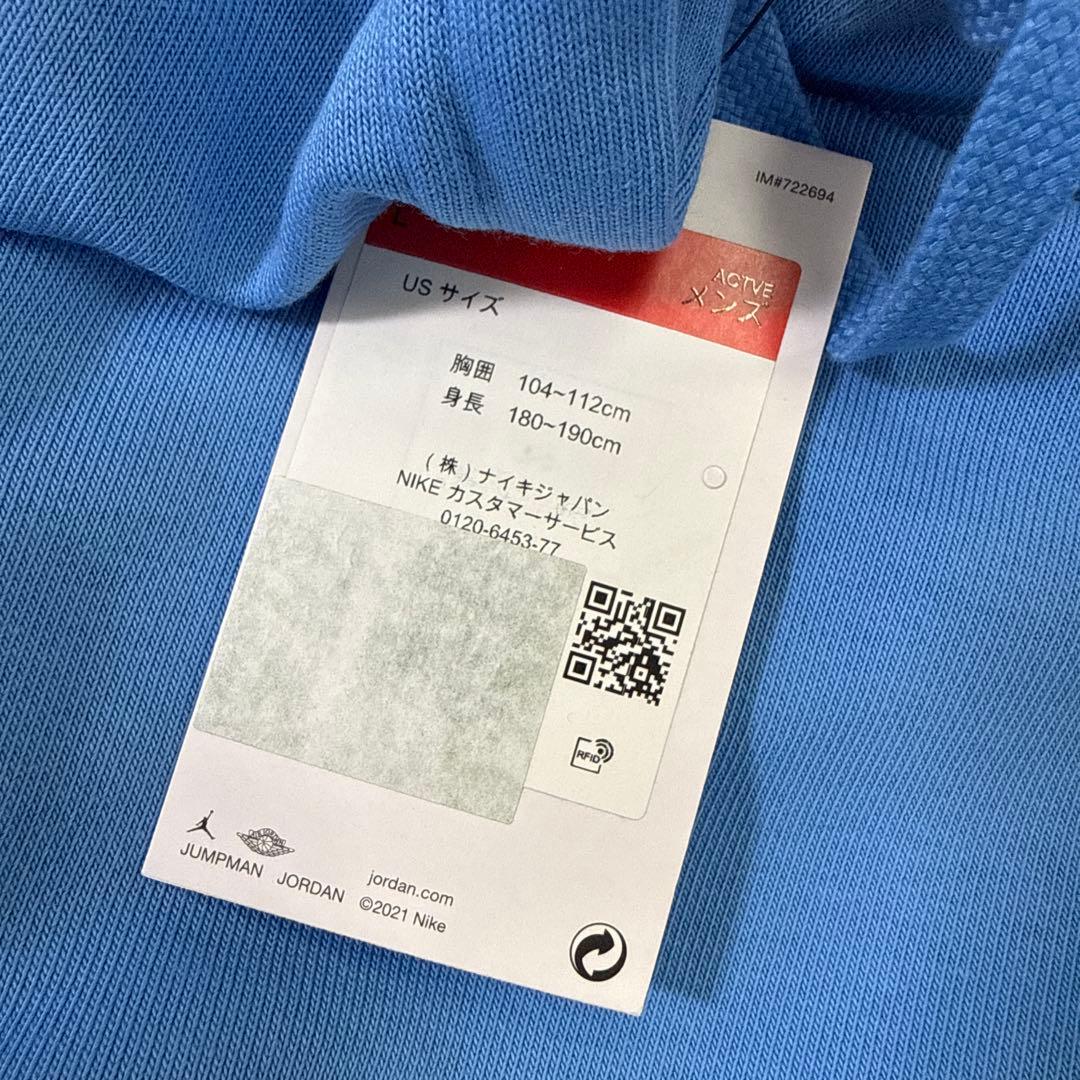 IM#722694
L
ACTVE
メンズ
US サイズ
胸囲 104~112cm
身長 180~190cm
(株)ナイキジャパン
NIKE カスタマーサービス
0120-6453-77
RFID
JUMPMAN JORDAN
jordan.com
©2021 Nike